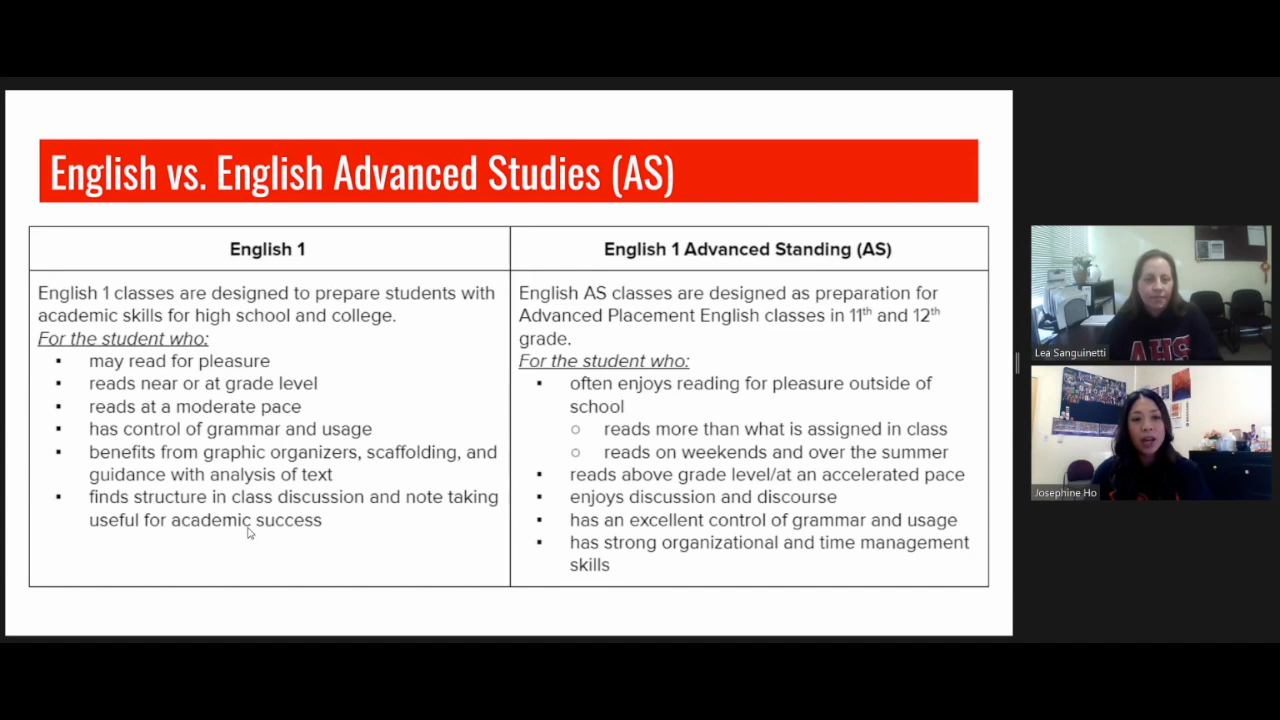 English vs. English Advanced Studies (AS)
English 1
English 1 classes are designed to prepare students with
academic skills for high school and college.
For the student who:
▪ may read for pleasure
▪ reads near or at grade level
▪ reads at a moderate pace
▪ has control of grammar and usage
▪ benefits from graphic organizers, scaffolding, and
guidance with analysis of text
▪ finds structure in class discussion and note taking
useful for academic success
English 1 Advanced Standing (AS)
English AS classes are designed as preparation for
Advanced Placement English classes in 11th and 12th
grade.
For the student who:
▪ often enjoys reading for pleasure outside of
school
○ reads more than what is assigned in class
○ reads on weekends and over the summer
▪ reads above grade level/at an accelerated pace
▪ enjoys discussion and discourse
▪ has an excellent control of grammar and usage
▪ has strong organizational and time management
skills
AHS
Lea Sanguinetti
Josephine Ho